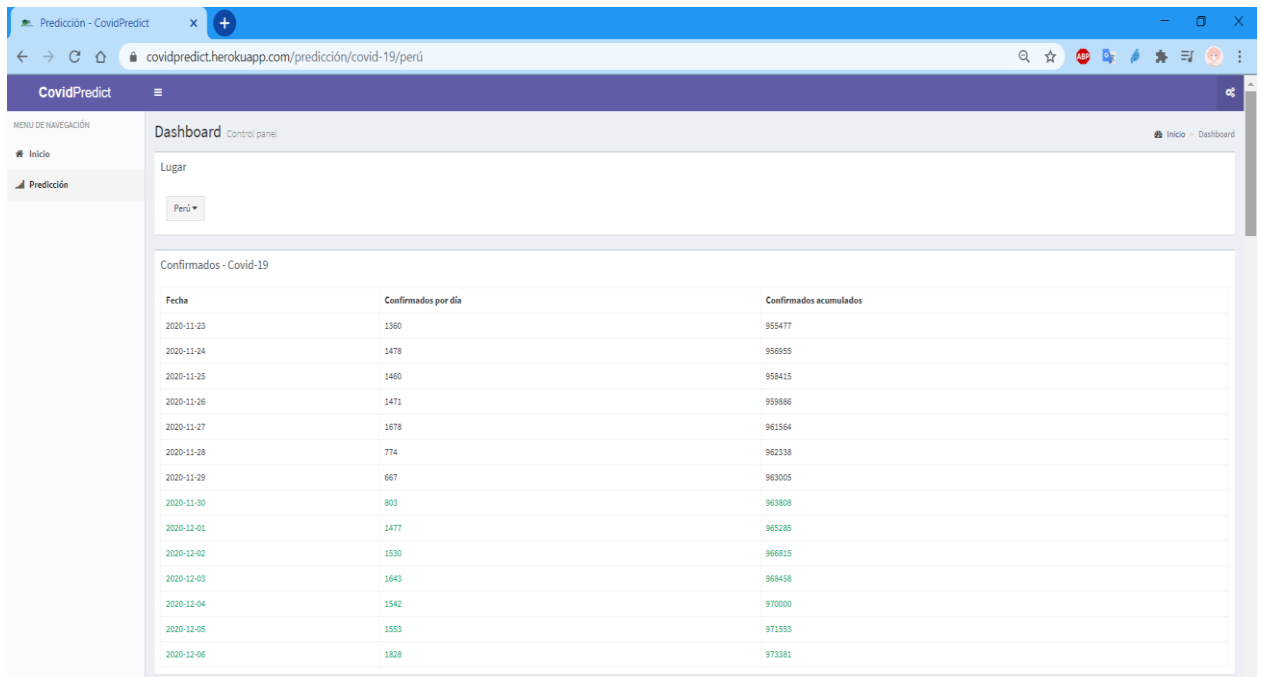 Predicción - CovidPredict
covidpredict.herokuapp.com/predicción/covid-19/perú
ABP
CovidPredict
MENU DE NAVEGACIÓN
Inicio
Predicción
Dashboard Control panel
Inicio > Dashboard
Lugar
Perú
Confirmados - Covid-19
Fecha Confirmados por día Confirmados acumulados
2020-11-23 1360 955477
2020-11-24 1478 956955
2020-11-25 1460 958415
2020-11-26 1471 959886
2020-11-27 1678 961564
2020-11-28 774 962338
2020-11-29 667 963005
2020-11-30 803 963808
2020-12-01 1477 965285
2020-12-02 1530 966815
2020-12-03 1643 968458
2020-12-04 1542 970000
2020-12-05 1553 971553
2020-12-06 1828 973381